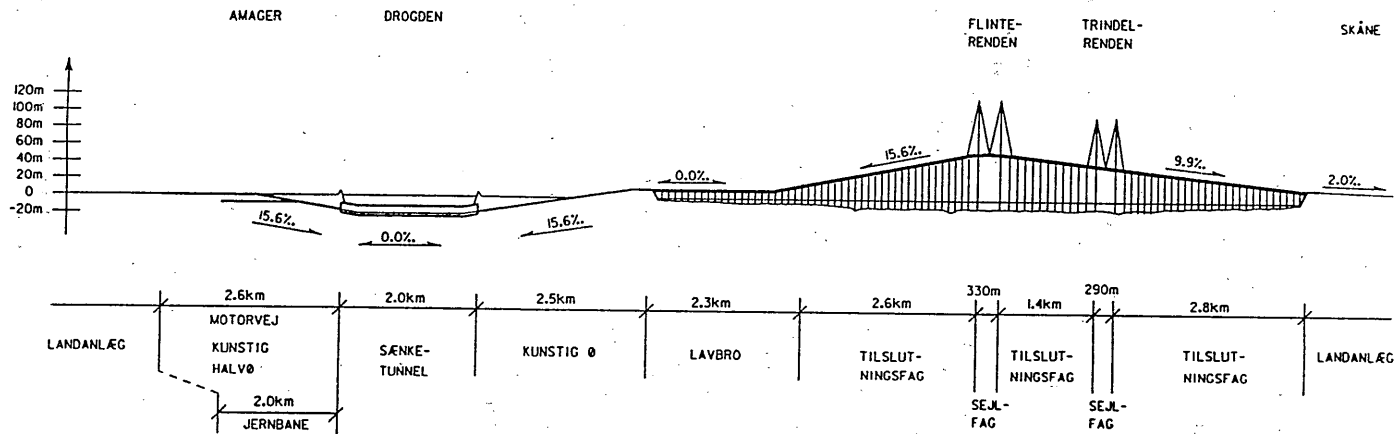 AMAGER
DROGDEN
FLINTE-
RENDEN
TRINDEL-
RENDEN
SKÅNE
120m
100m
80m
60m
40m
20m
0
-20m
15.6‰
0.0‰
15.6‰
0.0‰
15.6‰
9.9‰
2.0‰
2.6km
2.0km
2.5km
2.3km
2.6km
330m
1.4km
290m
2.8km
LANDANLÆG
MOTORVEJ
KUNSTIG
HALVØ
SÆNKE-
TUNNEL
KUNSTIG Ø
LAVBRO
TILSLUT-
NINGSFAG
TILSLUT-
NINGSFAG
TILSLUT-
NINGSFAG
LANDANLÆG
SEJL-
FAG
SEJL-
FAG
2.0km
JERNBANE